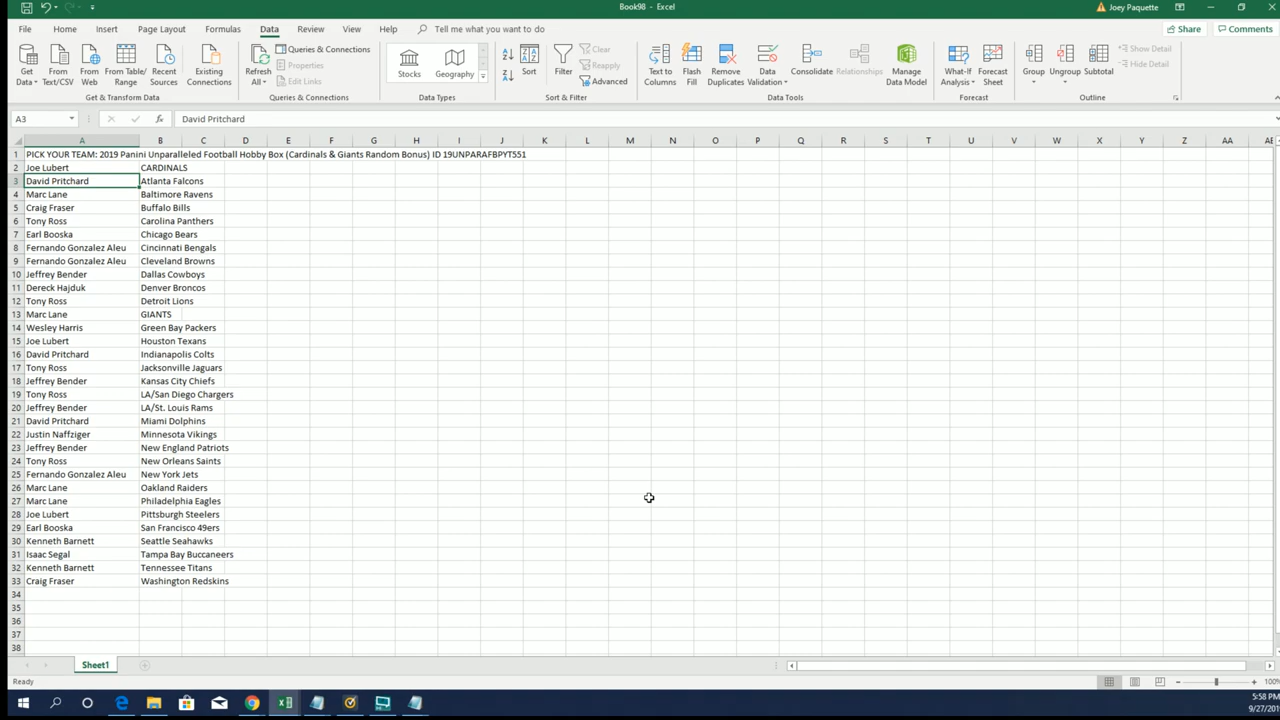 Book98 - Excel
Joey Paquette
File Home Insert Page Layout Formulas Data Review View Help Tell me what you want to do Share Comments
Get Data From Text/CSV From Web From Table/ Range Recent Sources Existing Connections
Refresh All Queries & Connections Properties Edit Links
Stocks Geography
Sort Filter Clear Reapply Advanced
Text to Columns Flash Fill Remove Duplicates Data Validation Consolidate Relationships Manage Data Model
What-If Analysis Forecast Sheet Group Ungroup Subtotal Show Detail Hide Detail
Get & Transform Data Queries & Connections Data Types Sort & Filter Data Tools Forecast Outline
A3 fx David Pritchard
A B C D E F G H I J K L M N O P Q R S T U V W X Y Z AA AB
1 PICK YOUR TEAM: 2019 Panini Unparalleled Football Hobby Box (Cardinals & Giants Random Bonus) ID 19UNPARAFBPYT551
2 Joe Lubert CARDINALS
3 David Pritchard Atlanta Falcons
4 Marc Lane Baltimore Ravens
5 Craig Fraser Buffalo Bills
6 Tony Ross Carolina Panthers
7 Earl Booska Chicago Bears
8 Fernando Gonzalez Aleu Cincinnati Bengals
9 Fernando Gonzalez Aleu Cleveland Browns
10 Jeffrey Bender Dallas Cowboys
11 Dereck Hajduk Denver Broncos
12 Tony Ross Detroit Lions
13 Marc Lane GIANTS
14 Wesley Harris Green Bay Packers
15 Joe Lubert Houston Texans
16 David Pritchard Indianapolis Colts
17 Tony Ross Jacksonville Jaguars
18 Jeffrey Bender Kansas City Chiefs
19 Tony Ross LA/San Diego Chargers
20 Jeffrey Bender LA/St. Louis Rams
21 David Pritchard Miami Dolphins
22 Justin Naffziger Minnesota Vikings
23 Jeffrey Bender New England Patriots
24 Tony Ross New Orleans Saints
25 Fernando Gonzalez Aleu New York Jets
26 Marc Lane Oakland Raiders
27 Marc Lane Philadelphia Eagles
28 Joe Lubert Pittsburgh Steelers
29 Earl Booska San Francisco 49ers
30 Kenneth Barnett Seattle Seahawks
31 Isaac Segal Tampa Bay Buccaneers
32 Kenneth Barnett Tennessee Titans
33 Craig Fraser Washington Redskins
34
35
36
37
38
Sheet1
Ready 100%
5:58 PM
9/27/20